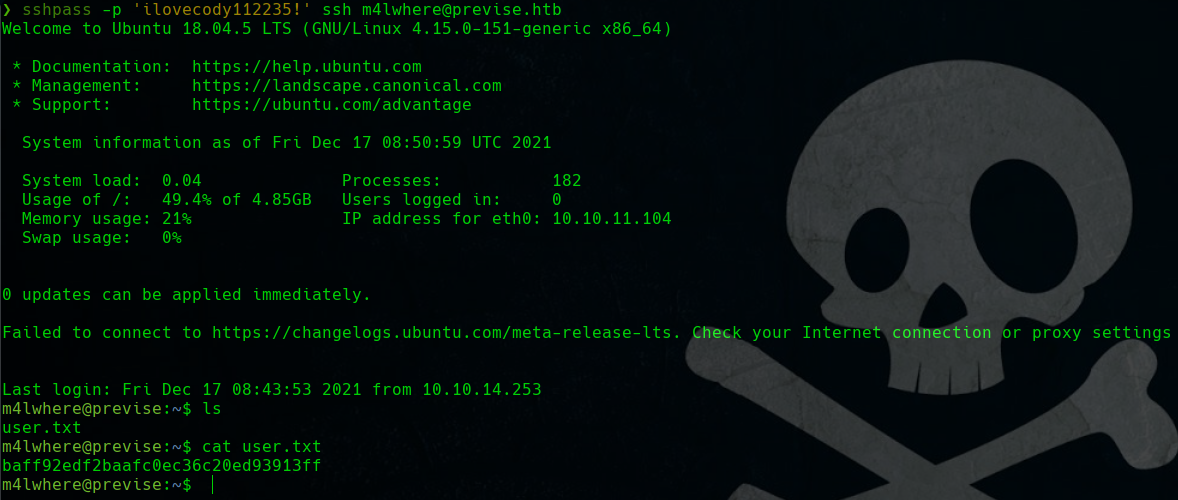 ❯ sshpass -p 'ilovecody112235!' ssh m4lwhere@previse.htb
Welcome to Ubuntu 18.04.5 LTS (GNU/Linux 4.15.0-151-generic x86_64)
* Documentation:  https://help.ubuntu.com
* Management:     https://landscape.canonical.com
* Support:        https://ubuntu.com/advantage
System information as of Fri Dec 17 08:50:59 UTC 2021
System load:  0.04              Processes:           182
Usage of /:   49.4% of 4.85GB   Users logged in:     0
Memory usage: 21%               IP address for eth0: 10.10.11.104
Swap usage:   0%
0 updates can be applied immediately.
Failed to connect to https://changelogs.ubuntu.com/meta-release-lts. Check your Internet connection or proxy settings
Last login: Fri Dec 17 08:43:53 2021 from 10.10.14.253
m4lwhere@previse:~$ ls
user.txt
m4lwhere@previse:~$ cat user.txt
baff92edf2baafc0ec36c20ed93913ff
m4lwhere@previse:~$